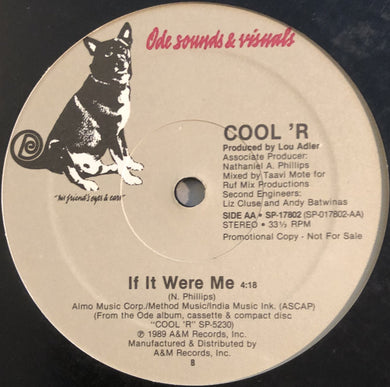 Ode sounds & visuals
"his friend's eyes & ears"
COOL 'R
Produced by Lou Adler
Associate Producer:
Nathaniel A. Phillips
Mixed by Taavi Mote for
Ruf Mix Productions
Second Engineers:
Liz Cluse and Andy Batwinas
SIDE AA • SP-17802 (SP-017802-AA)
STEREO • 33⅓ RPM
Promotional Copy - Not For Sale
If It Were Me 4:18
(N. Phillips)
Almo Music Corp./Method Music/India Music Ink. (ASCAP)
(From the Ode album, cassette & compact disc
"COOL 'R" SP-5230)
℗ 1989 A&M Records, Inc.
Manufactured & Distributed by
A&M Records, Inc.
8